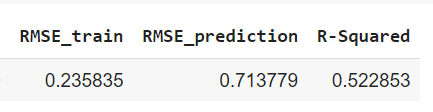 RMSE_train RMSE_prediction R-Squared
0.235835 0.713779 0.522853